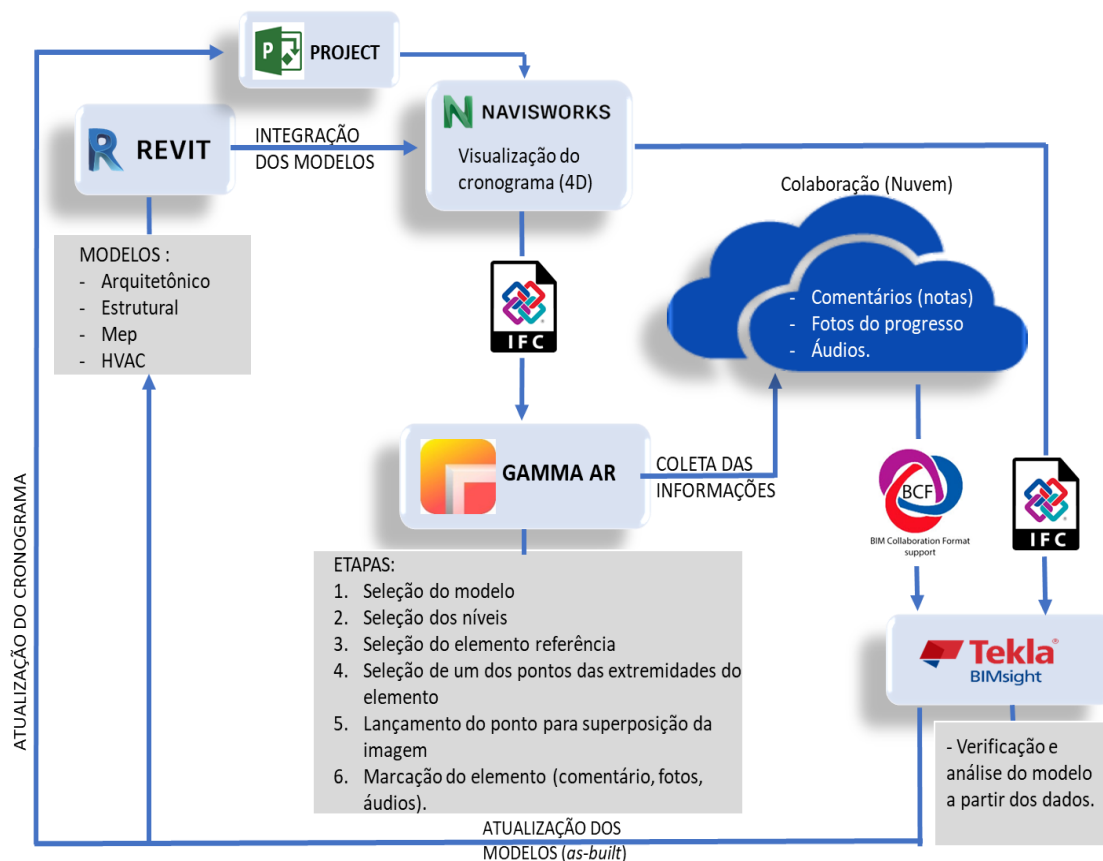 P
PROJECT
REVIT
INTEGRAÇÃO
DOS MODELOS
NAVISWORKS
Visualização do
cronograma (4D)
Colaboração (Nuvem)
- Comentários (notas)
- Fotos do progresso
- Áudios.
MODELOS :
- Arquitetônico
- Estrutural
- Mep
- HVAC
IFC
GAMMA AR
COLETA DAS
INFORMAÇÕES
BCF
BIM Collaboration Format
support
IFC
ETAPAS:
1. Seleção do modelo
2. Seleção dos níveis
3. Seleção do elemento referência
4. Seleção de um dos pontos das extremidades do
elemento
5. Lançamento do ponto para superposição da
imagem
6. Marcação do elemento (comentário, fotos,
áudios).
Tekla®
BIMsight
- Verificação e
análise do modelo
a partir dos dados.
ATUALIZAÇÃO DO CRONOGRAMA
ATUALIZAÇÃO DOS
MODELOS (as-built)